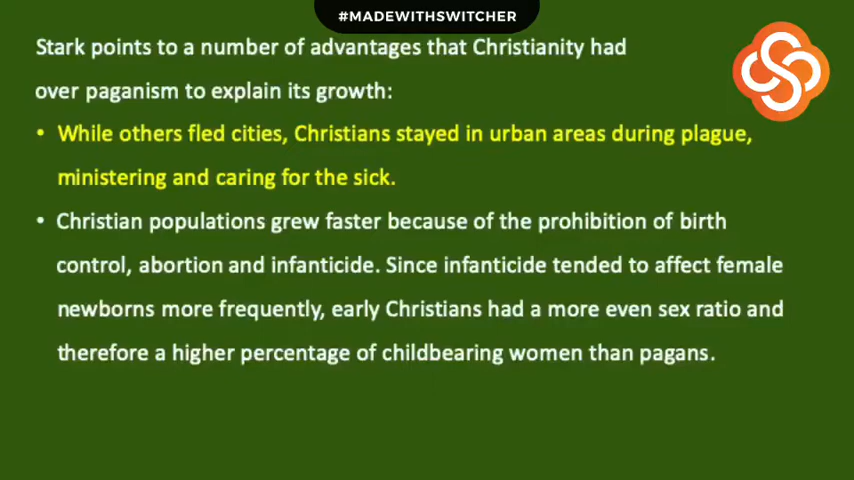 #MADEWITHSWITCHER
Stark points to a number of advantages that Christianity had
over paganism to explain its growth:
• While others fled cities, Christians stayed in urban areas during plague,
ministering and caring for the sick.
• Christian populations grew faster because of the prohibition of birth
control, abortion and infanticide. Since infanticide tended to affect female
newborns more frequently, early Christians had a more even sex ratio and
therefore a higher percentage of childbearing women than pagans.